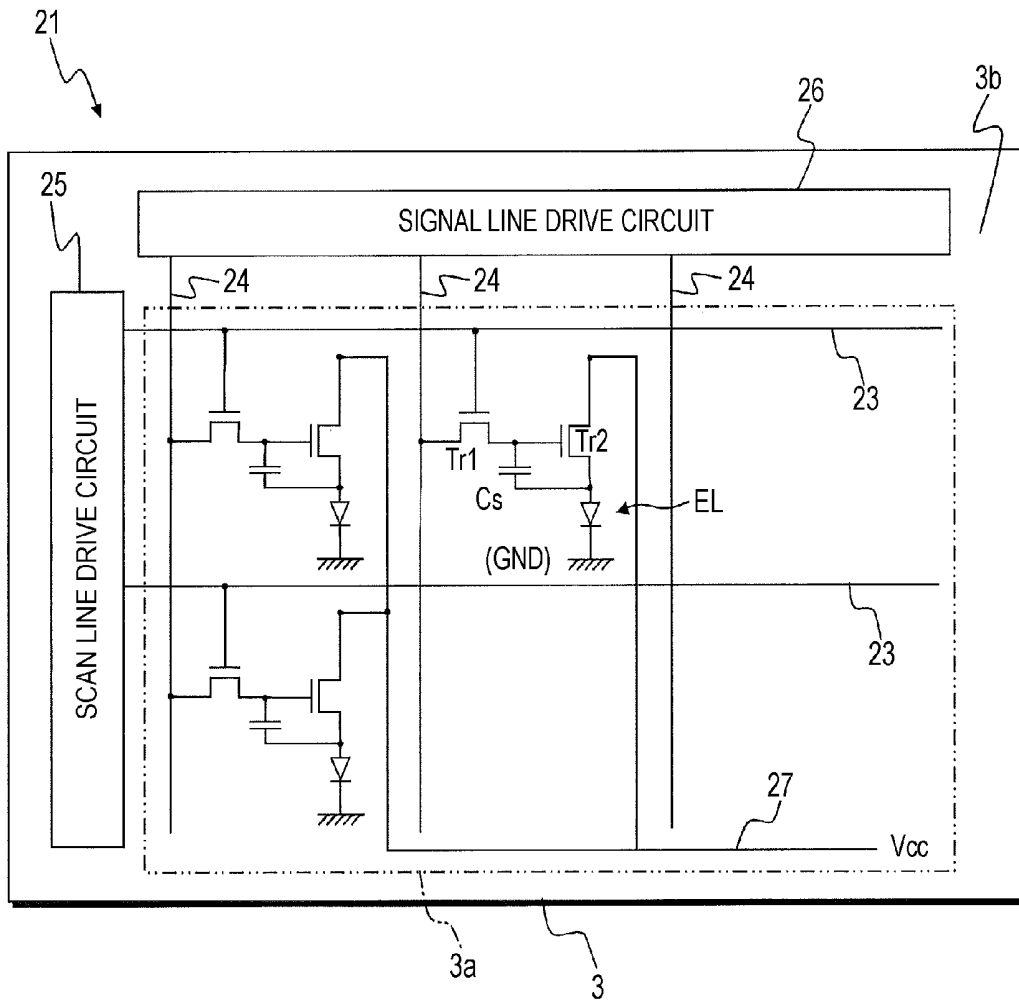 21
26
3b
25
SIGNAL LINE DRIVE CIRCUIT
24
24
24
23
SCAN LINE DRIVE CIRCUIT
Tr1
Tr2
Cs
EL
(GND)
23
27
Vcc
3a
3